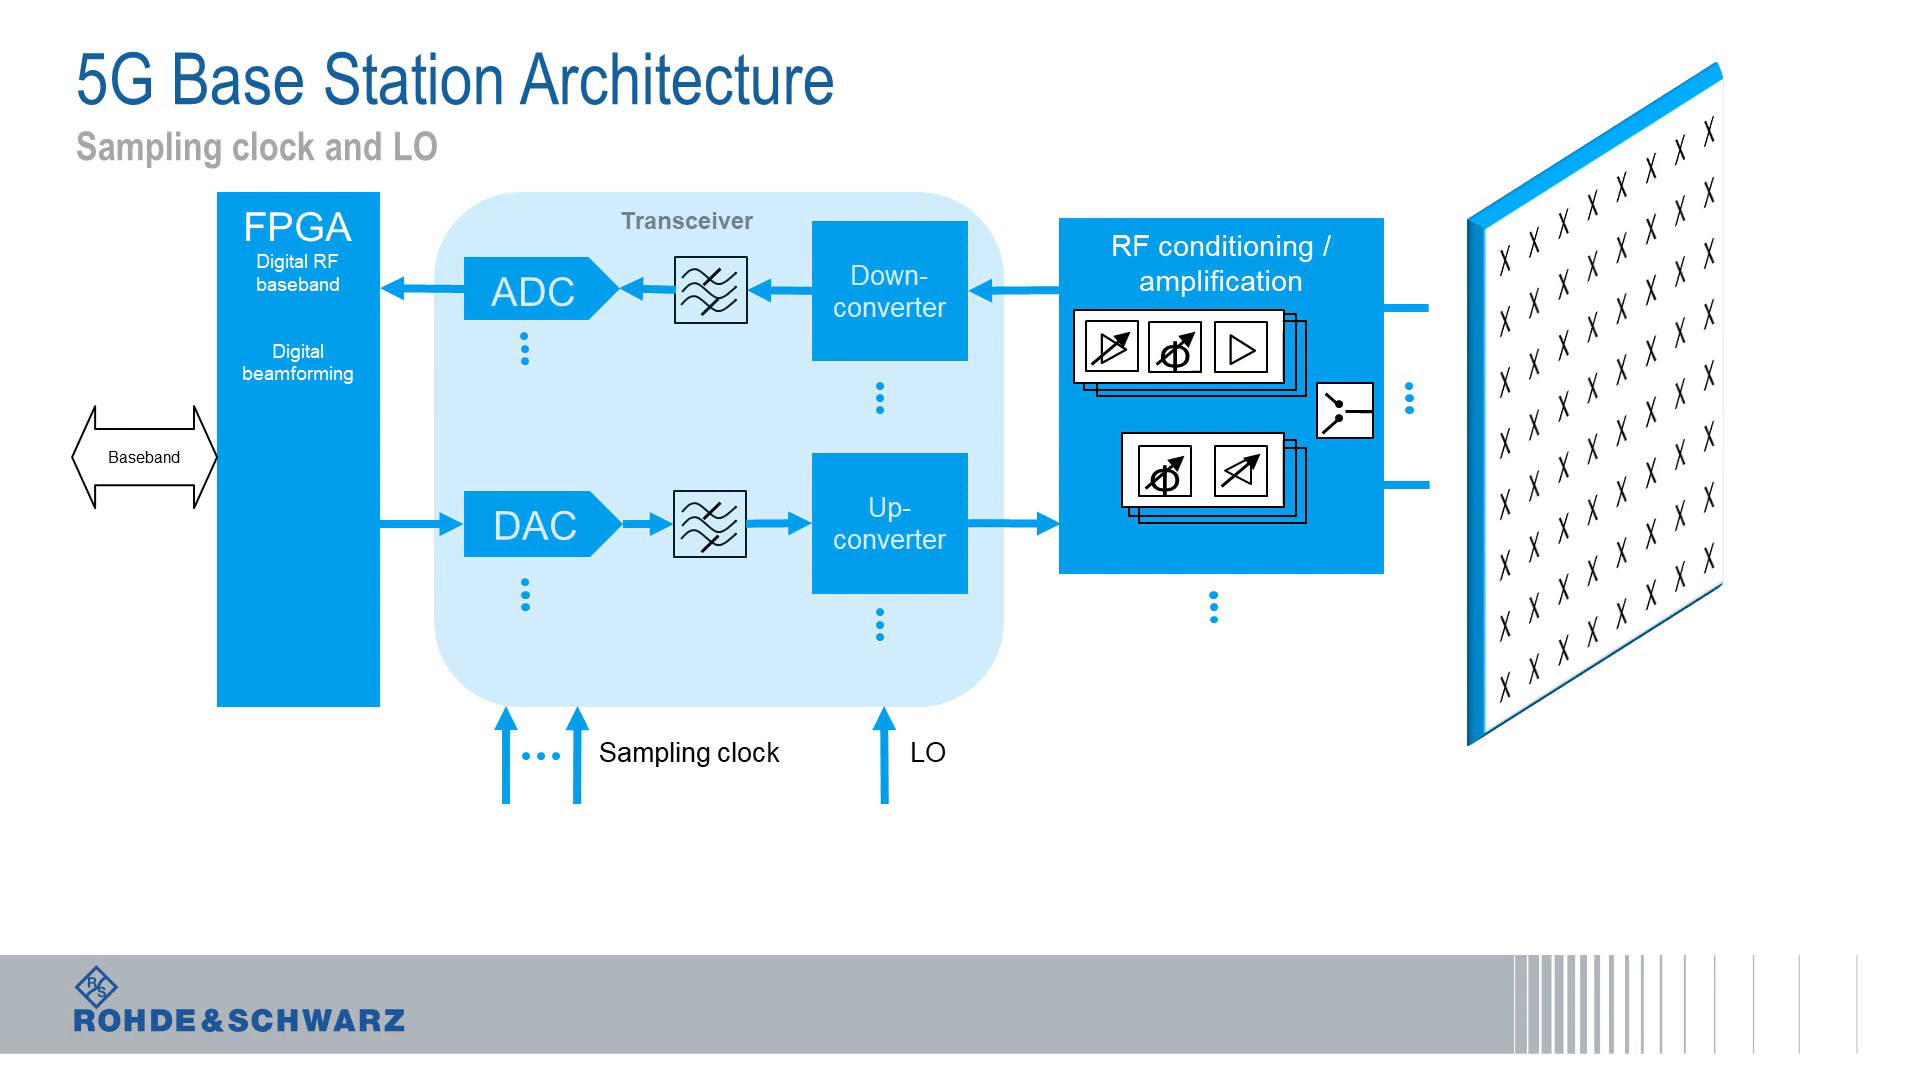 5G Base Station Architecture
Sampling clock and LO
FPGA
Digital RF
baseband
Digital
beamforming
Baseband
Transceiver
ADC
Down-
converter
DAC
Up-
converter
RF conditioning /
amplification
Sampling clock
LO
R
S
ROHDE&SCHWARZ